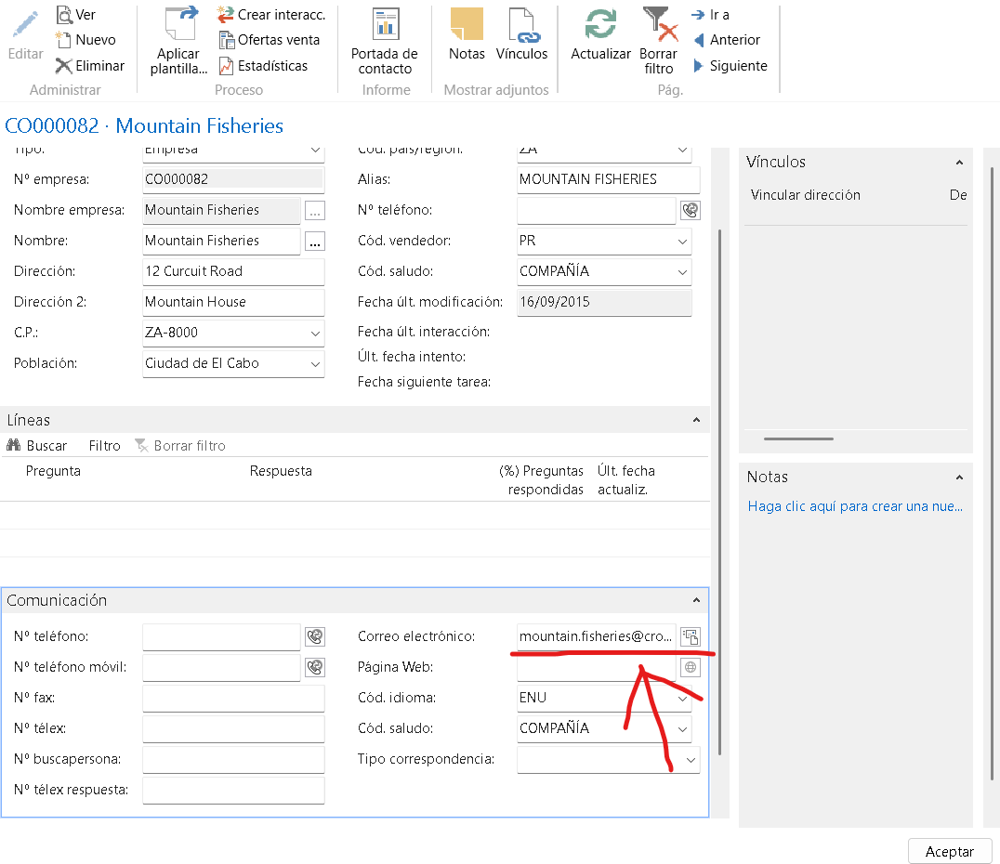 Editar
Ver
Nuevo
Eliminar
Administrar
Aplicar plantilla...
Crear interacc.
Ofertas venta
Estadísticas
Proceso
Portada de contacto
Informe
Notas
Vínculos
Mostrar adjuntos
Actualizar
Borrar filtro
Ir a
Anterior
Siguiente
Pág.
CO000082 · Mountain Fisheries
Tipo: Empresa
Nº empresa: CO000082
Nombre empresa: Mountain Fisheries ...
Nombre: Mountain Fisheries ...
Dirección: 12 Curcuit Road
Dirección 2: Mountain House
C.P.: ZA-8000
Población: Ciudad de El Cabo
Cód. país/región: ZA
Alias: MOUNTAIN FISHERIES
Nº teléfono:
Cód. vendedor: PR
Cód. saludo: COMPAÑÍA
Fecha últ. modificación: 16/09/2015
Fecha últ. interacción:
Últ. fecha intento:
Fecha siguiente tarea:
Líneas
Buscar Filtro Borrar filtro
Pregunta Respuesta (%) Preguntas respondidas Últ. fecha actualiz.
Comunicación
Nº teléfono:
Nº teléfono móvil:
Nº fax:
Nº télex:
Nº buscapersona:
Nº télex respuesta:
Correo electrónico: mountain.fisheries@cro...
Página Web:
Cód. idioma: ENU
Cód. saludo: COMPAÑÍA
Tipo correspondencia:
Vínculos
Vincular dirección De
Notas
Haga clic aquí para crear una nue...
Aceptar